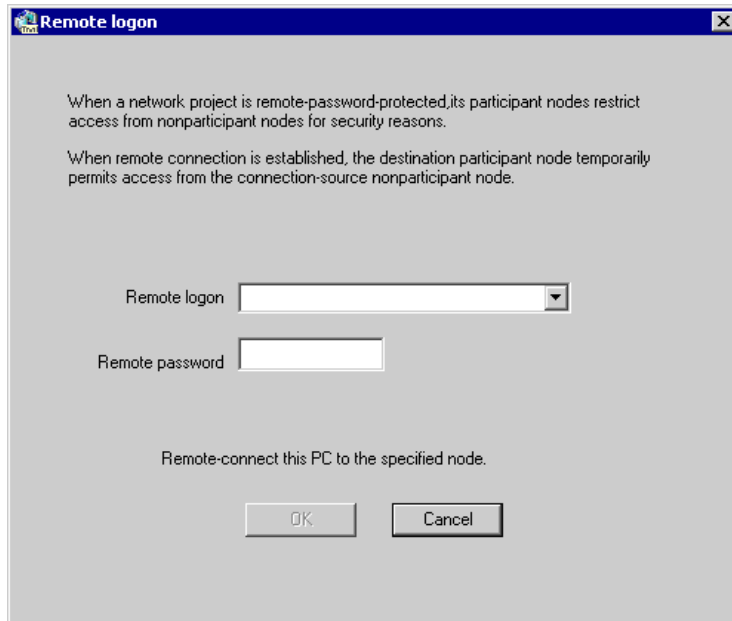 Remote logon
When a network project is remote-password-protected,its participant nodes restrict
access from nonparticipant nodes for security reasons.
When remote connection is established, the destination participant node temporarily
permits access from the connection-source nonparticipant node.
Remote logon
Remote password
Remote-connect this PC to the specified node.
OK
Cancel